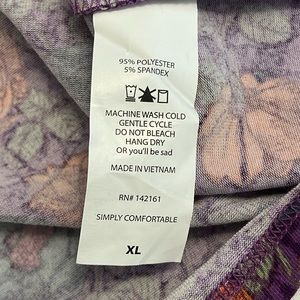 95% POLYESTER
5% SPANDEX
MACHINE WASH COLD
GENTLE CYCLE
DO NOT BLEACH
HANG DRY
OR you'll be sad
MADE IN VIETNAM
RN# 142161
SIMPLY COMFORTABLE
XL